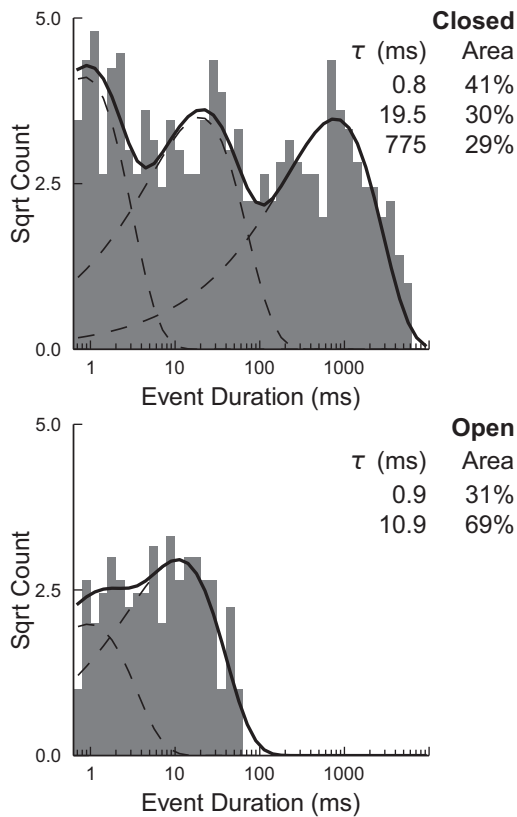 Closed
τ (ms) Area
0.8 41%
19.5 30%
775 29%
5.0
2.5
0.0
Sqrt Count
1 10 100 1000
Event Duration (ms)
Open
τ (ms) Area
0.9 31%
10.9 69%
5.0
2.5
0.0
Sqrt Count
1 10 100 1000
Event Duration (ms)